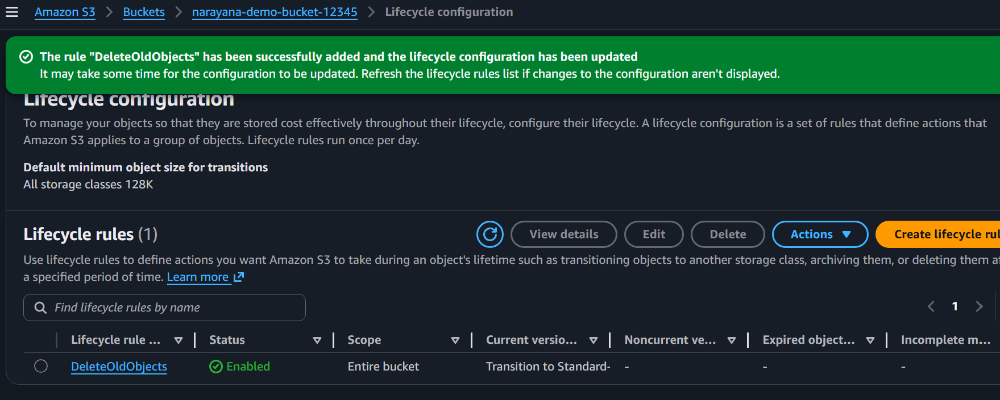 Amazon S3 > Buckets > narayana-demo-bucket-12345 > Lifecycle configuration
The rule "DeleteOldObjects" has been successfully added and the lifecycle configuration has been updated
It may take some time for the configuration to be updated. Refresh the lifecycle rules list if changes to the configuration aren't displayed.
Lifecycle configuration
To manage your objects so that they are stored cost effectively throughout their lifecycle, configure their lifecycle. A lifecycle configuration is a set of rules that define actions that
Amazon S3 applies to a group of objects. Lifecycle rules run once per day.
Default minimum object size for transitions
All storage classes 128K
Lifecycle rules (1) View details Edit Delete Actions Create lifecycle rul
Use lifecycle rules to define actions you want Amazon S3 to take during an object's lifetime such as transitioning objects to another storage class, archiving them, or deleting them af
a specified period of time. Learn more
Find lifecycle rules by name 1
Lifecycle rule ... Status Scope Current versio... Noncurrent ve... Expired object... Incomplete m...
DeleteOldObjects Enabled Entire bucket Transition to Standard- - - -